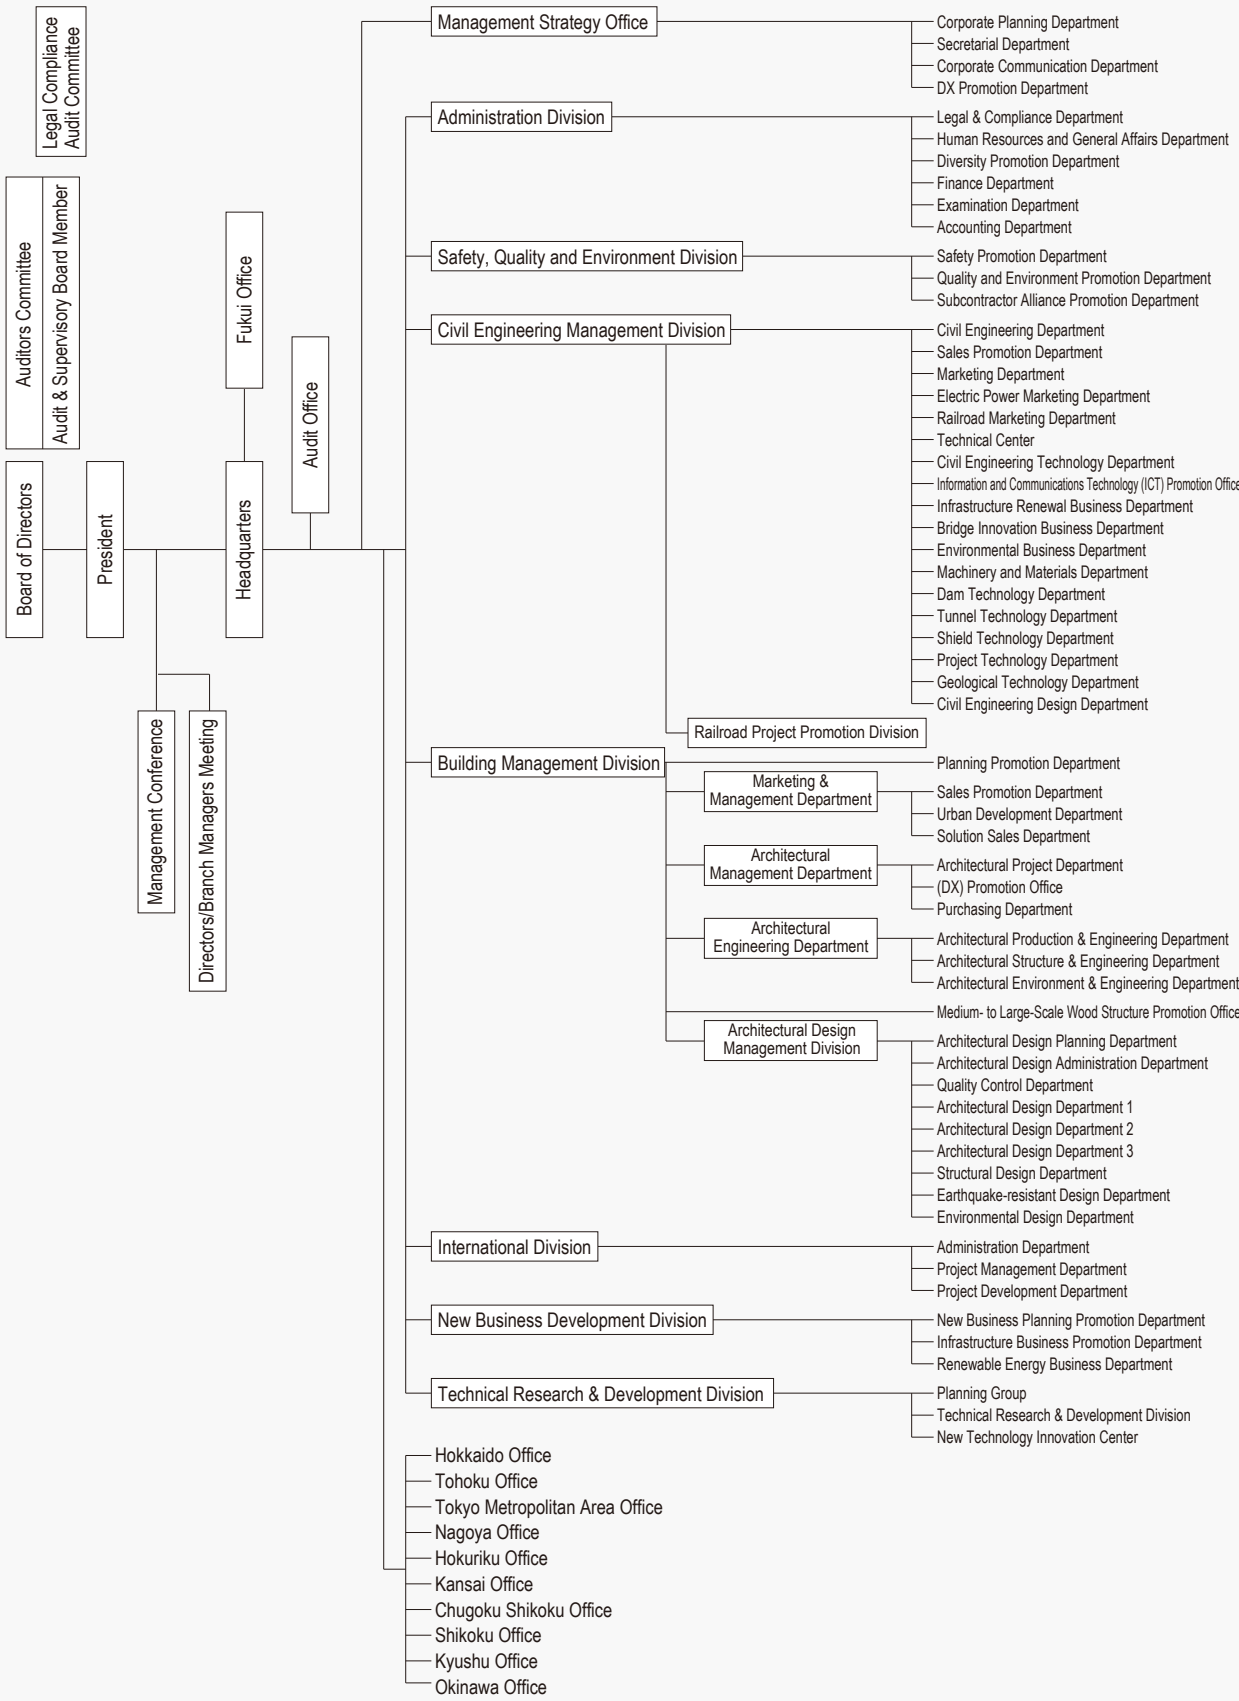 Legal Compliance
Audit Committee
Auditors Committee
Audit & Supervisory Board Member
Board of Directors
President
Management Conference
Directors/Branch Managers Meeting
Fukui Office
Headquarters
Audit Office
Management Strategy Office
Corporate Planning Department
Secretarial Department
Corporate Communication Department
DX Promotion Department
Administration Division
Legal & Compliance Department
Human Resources and General Affairs Department
Diversity Promotion Department
Finance Department
Examination Department
Accounting Department
Safety, Quality and Environment Division
Safety Promotion Department
Quality and Environment Promotion Department
Subcontractor Alliance Promotion Department
Civil Engineering Management Division
Civil Engineering Department
Sales Promotion Department
Marketing Department
Electric Power Marketing Department
Railroad Marketing Department
Technical Center
Civil Engineering Technology Department
Information and Communications Technology (ICT) Promotion Office
Infrastructure Renewal Business Department
Bridge Innovation Business Department
Environmental Business Department
Machinery and Materials Department
Dam Technology Department
Tunnel Technology Department
Shield Technology Department
Project Technology Department
Geological Technology Department
Civil Engineering Design Department
Railroad Project Promotion Division
Building Management Division
Planning Promotion Department
Marketing &
Management Department
Sales Promotion Department
Urban Development Department
Solution Sales Department
Architectural
Management Department
Architectural Project Department
(DX) Promotion Office
Purchasing Department
Architectural
Engineering Department
Architectural Production & Engineering Department
Architectural Structure & Engineering Department
Architectural Environment & Engineering Department
Medium- to Large-Scale Wood Structure Promotion Office
Architectural Design
Management Division
Architectural Design Planning Department
Architectural Design Administration Department
Quality Control Department
Architectural Design Department 1
Architectural Design Department 2
Architectural Design Department 3
Structural Design Department
Earthquake-resistant Design Department
Environmental Design Department
International Division
Administration Department
Project Management Department
Project Development Department
New Business Development Division
New Business Planning Promotion Department
Infrastructure Business Promotion Department
Renewable Energy Business Department
Technical Research & Development Division
Planning Group
Technical Research & Development Division
New Technology Innovation Center
Hokkaido Office
Tohoku Office
Tokyo Metropolitan Area Office
Nagoya Office
Hokuriku Office
Kansai Office
Chugoku Shikoku Office
Shikoku Office
Kyushu Office
Okinawa Office